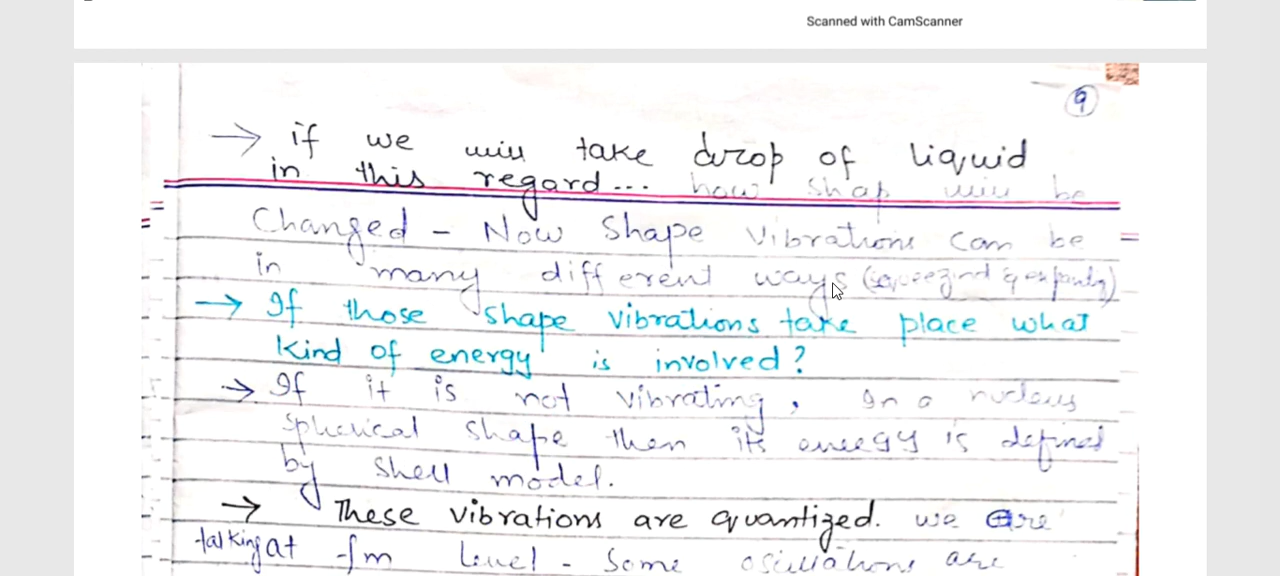 Scanned with CamScanner
9
→ if we will take drop of liquid
in this regard... how shap will be
Changed - Now Shape Vibrations can be
in many different ways (squeezind & expanding)
→ If those shape vibrations take place what
kind of energy is involved?
→ If it is not vibrating, In a nucleus
spherical shape then its energy is defined
by shell model.
→ These vibrations are quantized. we are
talking at fm level - Some oscillations are